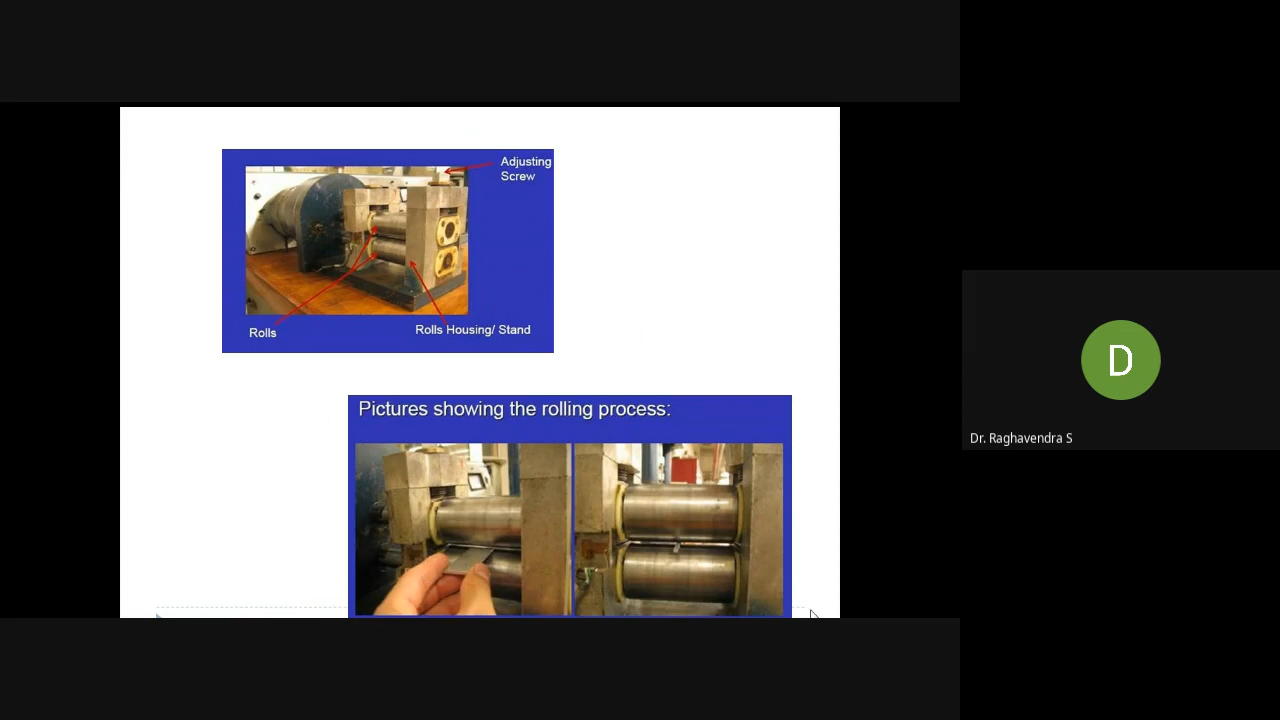 Adjusting
Screw
Rolls
Rolls Housing/ Stand
Pictures showing the rolling process:
D
Dr. Raghavendra S